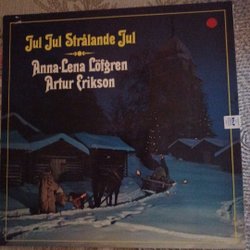 Jul Jul Strålande Jul
Anna-Lena Löfgren
Artur Erikson